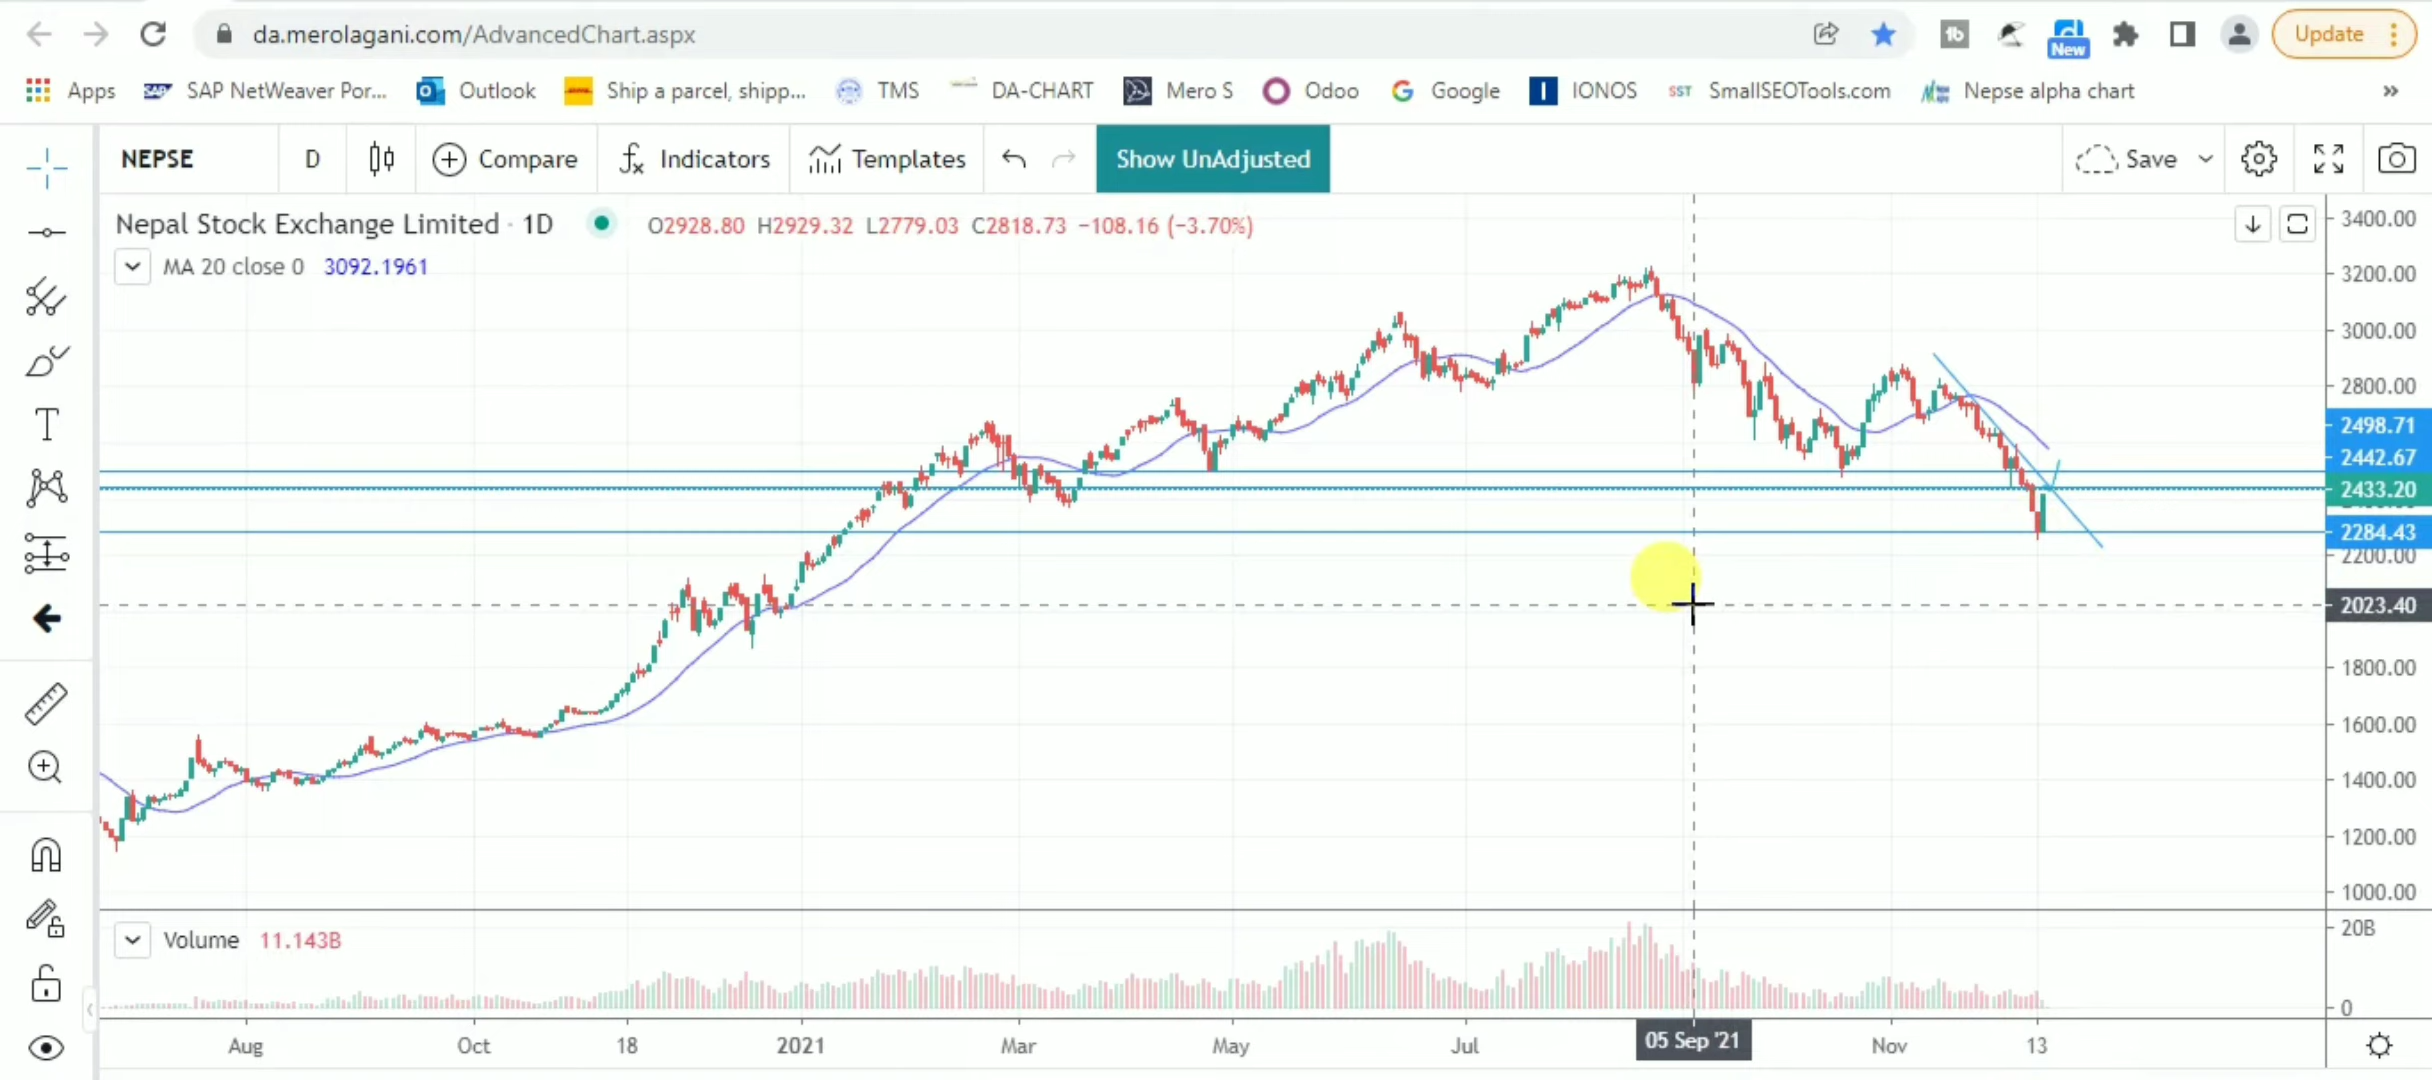 da.merolagani.com/AdvancedChart.aspx
New
Update
Apps SAP SAP NetWeaver Por... Outlook Ship a parcel, shipp... TMS DA-CHART Mero S Odoo Google IONOS SST SmallSEOTools.com Nepse alpha chart »
NEPSE D Compare Indicators Templates Show UnAdjusted Save
Nepal Stock Exchange Limited · 1D O2928.80 H2929.32 L2779.03 C2818.73 −108.16 (−3.70%)
MA 20 close 0 3092.1961
3400.00
3200.00
3000.00
2800.00
2498.71
2442.67
2433.20
2284.43
2200.00
2023.40
1800.00
1600.00
1400.00
1200.00
1000.00
Volume 11.143B
20B
0
Aug Oct 18 2021 Mar May Jul 05 Sep '21 Nov 13